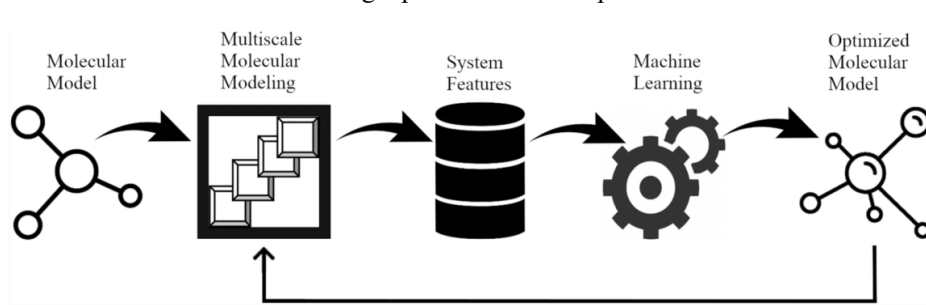 Molecular
Model
Multiscale
Molecular
Modeling
System
Features
Machine
Learning
Optimized
Molecular
Model